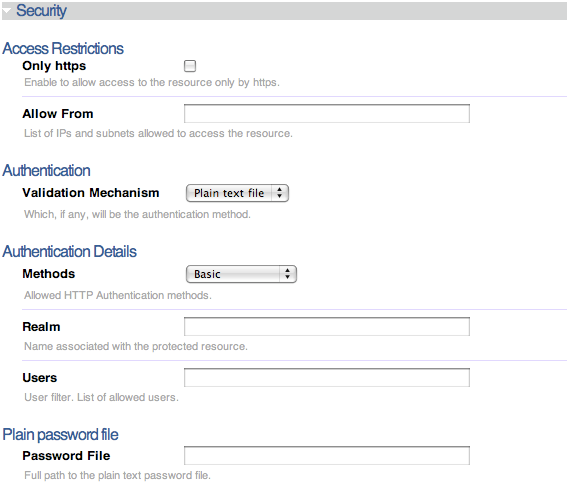 Security
Access Restrictions
Only https
Enable to allow access to the resource only by https.
Allow From
List of IPs and subnets allowed to access the resource.
Authentication
Validation Mechanism
Plain text file
Which, if any, will be the authentication method.
Authentication Details
Methods
Basic
Allowed HTTP Authentication methods.
Realm
Name associated with the protected resource.
Users
User filter. List of allowed users.
Plain password file
Password File
Full path to the plain text password file.